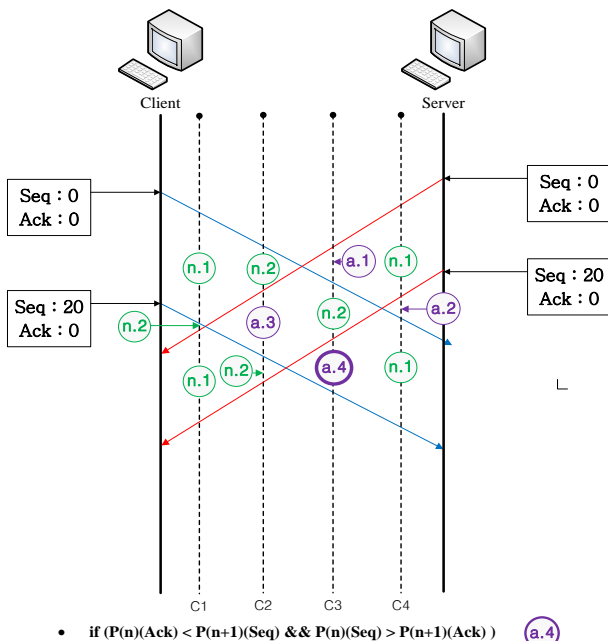 Client
Server
Seq : 0
Ack : 0
Seq : 0
Ack : 0
n.1
n.2
a.1
n.1
Seq : 20
Ack : 0
Seq : 20
Ack : 0
n.2
a.3
n.2
a.2
n.1
n.2
a.4
n.1
C1
C2
C3
C4
• if (P(n)(Ack) < P(n+1)(Seq) && P(n)(Seq) > P(n+1)(Ack) )
a.4